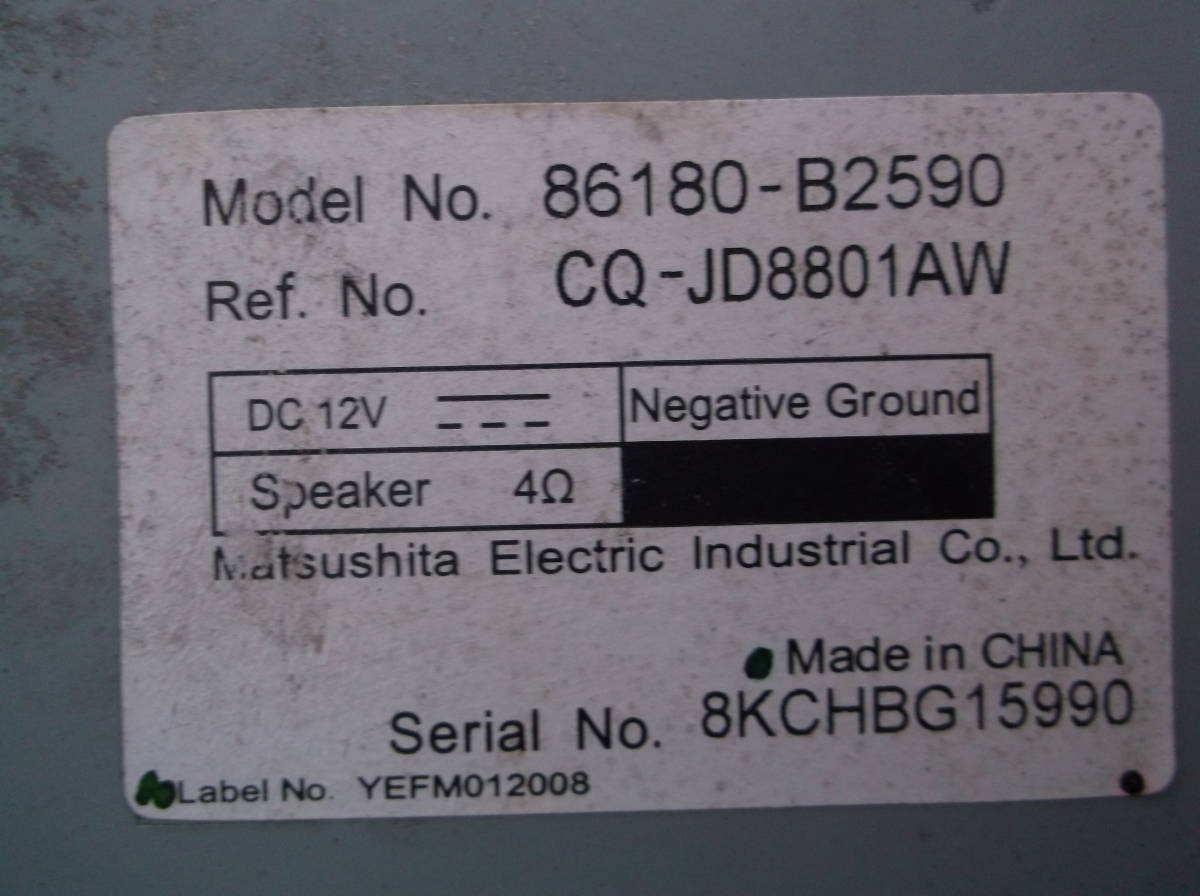 Model No. 86180-B2590
Ref. No. CQ-JD8801AW
DC 12V Negative Ground
Speaker 4Ω
Matsushita Electric Industrial Co., Ltd.
Made in CHINA
Serial No. 8KCHBG15990
Label No. YEFM012008